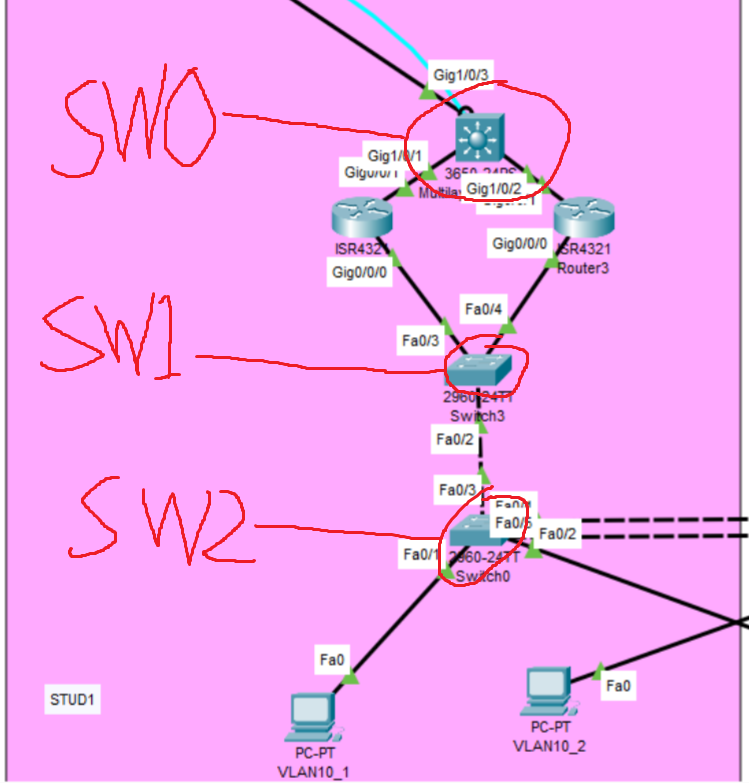 Gig1/0/3
SW0
Gig1/0/1
3650-24PS
Gig0/0/1
Gig1/0/2
ISR4321
Gig0/0/0
ISR4321
Router3
Gig0/0/0
SW1
Fa0/4
Fa0/3
2960-24TT
Switch3
Fa0/2
Fa0/3
SW2
Fa0/5
Fa0/2
Fa0/1
2960-24TT
Switch0
Fa0
Fa0
STUD1
PC-PT
VLAN10_2
PC-PT
VLAN10_1